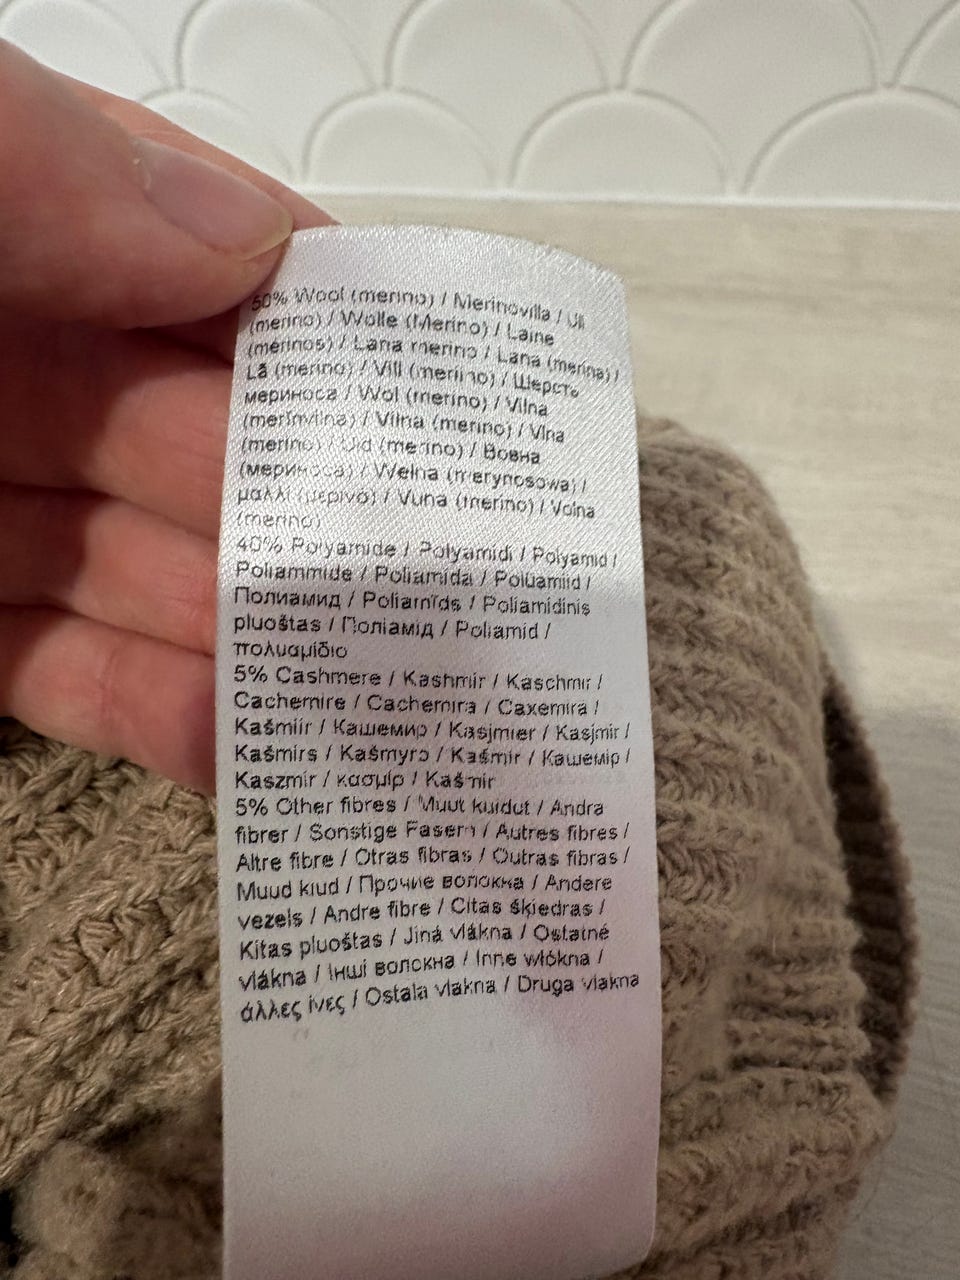 50% Wool (merino) / Merinovilla / Ull
(merino) / Wolle (Merino) / Laine
(mérinos) / Lana merino / Lana (merina) /
Lã (merino) / Vill (meriino) / Шерсть
мериноса / Wol (merino) / Vilna
(merīnvilna) / Vilna (merino) / Vlna
(merino) / Uld (merino) / Вовна
(мериноса) / Wełna (merynosowa) /
μαλλί (μερινό) / Vuna (merino) / Volna
(merino)
40% Polyamide / Polyamidi / Polyamid /
Poliammide / Poliamida / Polüamiid /
Полиамид / Poliamīds / Poliamidinis
pluoštas / Поліамід / Poliamid /
πολυαμίδιο
5% Cashmere / Kashmir / Kaschmir /
Cachemire / Cachemira / Caxemira /
Kašmiir / Кашемир / Kasjmier / Kasjmir /
Kašmirs / Kašmyro / Kašmír / Кашемір /
Kaszmir / κασμίρ / Kašmir
5% Other fibres / Muut kuidut / Andra
fibrer / Sonstige Fasern / Autres fibres /
Altre fibre / Otras fibras / Outras fibras /
Muud kiud / Прочие волокна / Andere
vezels / Andre fibre / Citas šķiedras /
Kitas pluoštas / Jiná vlákna / Ostatné
vlákna / Інші волокна / Inne włókna /
άλλες ίνες / Ostala vlakna / Druga vlakna